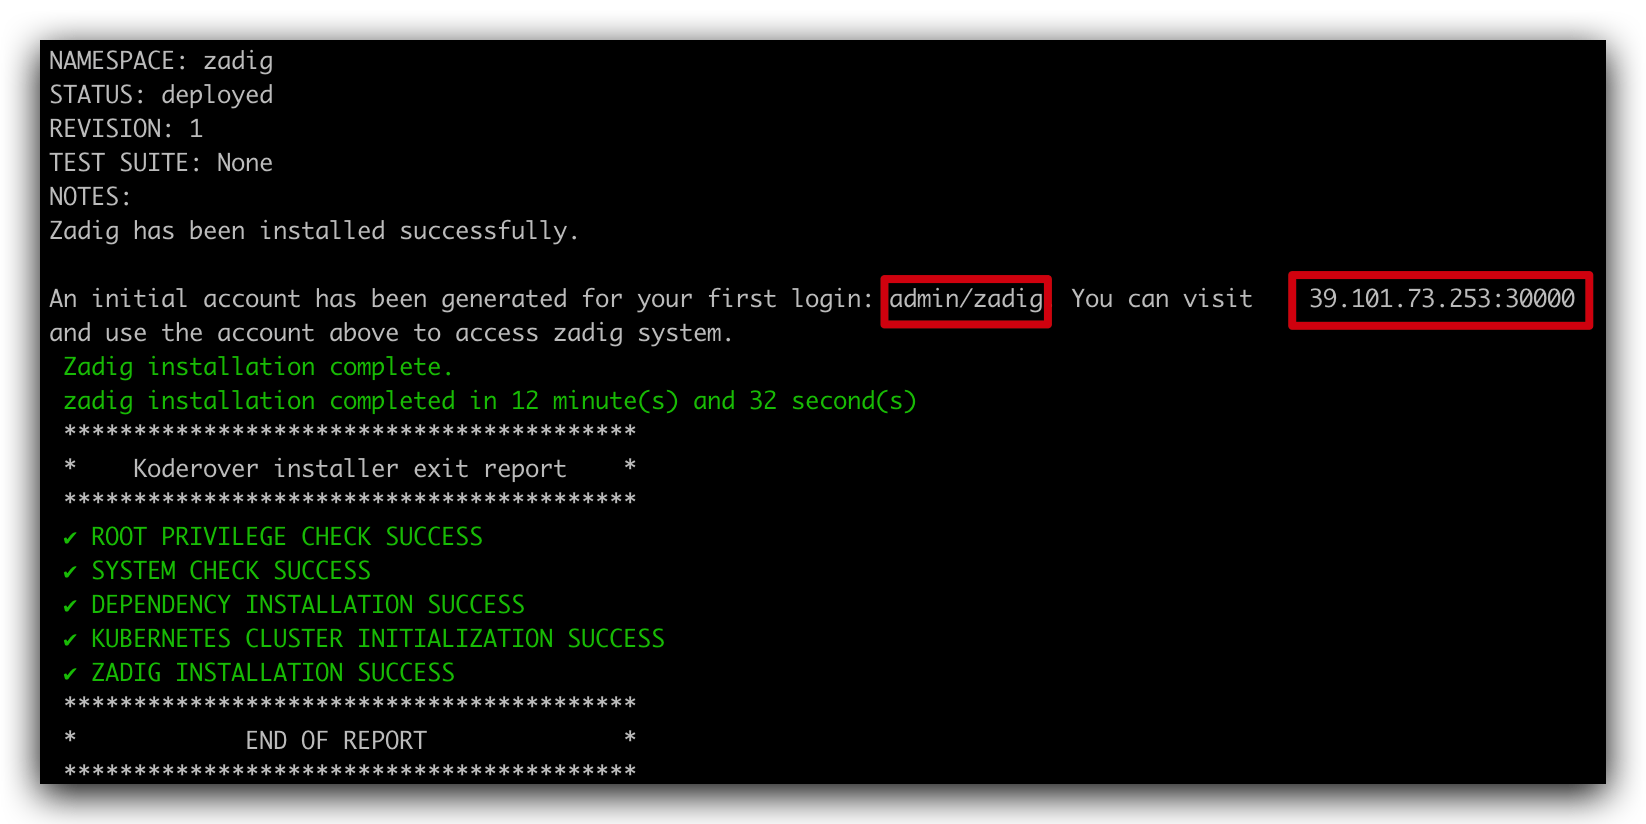 NAMESPACE: zadig
STATUS: deployed
REVISION: 1
TEST SUITE: None
NOTES:
Zadig has been installed successfully.
An initial account has been generated for your first login: admin/zadig You can visit 39.101.73.253:30000
and use the account above to access zadig system.
Zadig installation complete.
zadig installation completed in 12 minute(s) and 32 second(s)
*****************************************
*    Koderover installer exit report    *
*****************************************
✔ ROOT PRIVILEGE CHECK SUCCESS
✔ SYSTEM CHECK SUCCESS
✔ DEPENDENCY INSTALLATION SUCCESS
✔ KUBERNETES CLUSTER INITIALIZATION SUCCESS
✔ ZADIG INSTALLATION SUCCESS
*****************************************
*            END OF REPORT              *
*****************************************